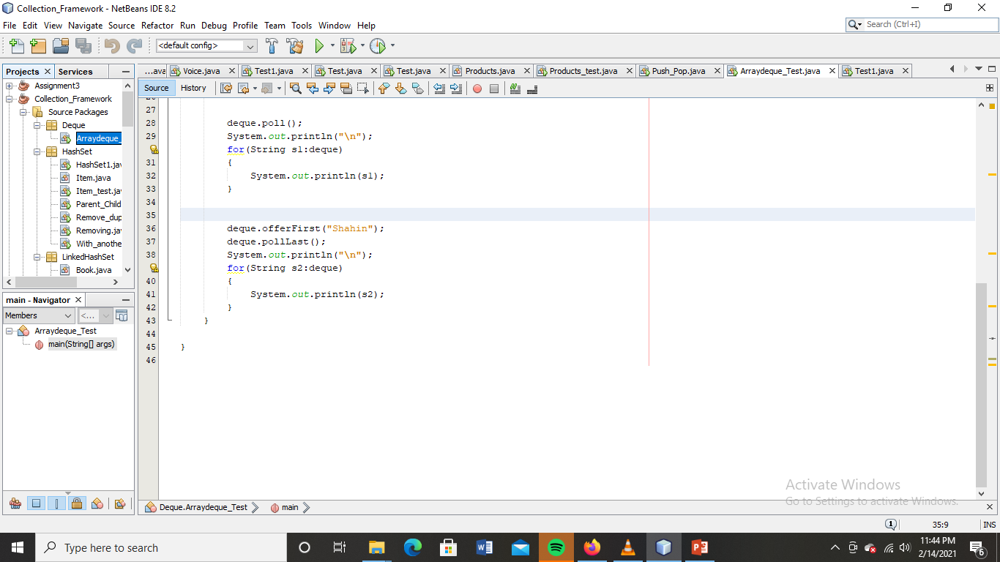 Collection_Framework - NetBeans IDE 8.2
File Edit View Navigate Source Refactor Run Debug Profile Team Tools Window Help
Search (Ctrl+I)
<default config>
Projects Services
...ava Voice.java Test1.java Test.java Test.java Products.java Products_test.java Push_Pop.java Arraydeque_Test.java Test1.java
Source History
Assignment3
Collection_Framework
Source Packages
Deque
Arraydeque_
HashSet
HashSet1.jav
Item.java
Item_test.jav
Parent_Child
Remove_dup
Removing.jav
With_anothe
LinkedHashSet
Book.java
main - Navigator
Members <...
Arraydeque_Test
main(String[] args)
27
28 deque.poll();
29 System.out.println("\n");
for(String s1:deque)
31 {
32 System.out.println(s1);
33 }
34
35
36 deque.offerFirst("Shahin");
37 deque.pollLast();
38 System.out.println("\n");
for(String s2:deque)
40 {
41 System.out.println(s2);
42 }
43 }
44
45 }
46
Activate Windows
Go to Settings to activate Windows.
Deque.Arraydeque_Test main
1 35:9 INS
Type here to search
11:44 PM
2/14/2021
6